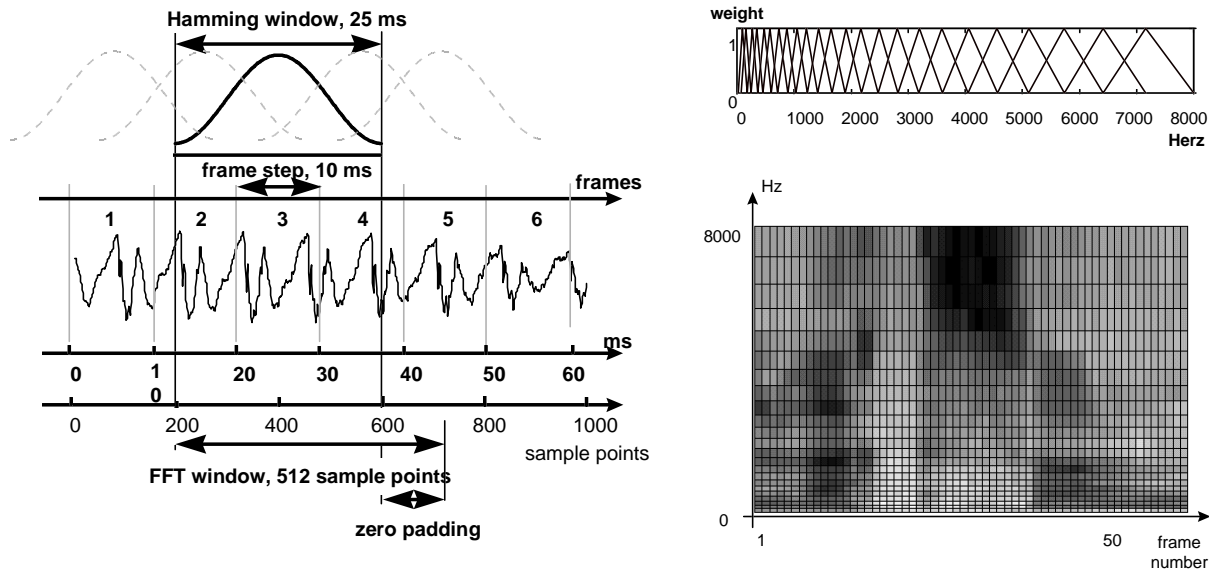 Hamming window, 25 ms
frame step, 10 ms
frames
1 2 3 4 5 6
ms
0 1 20 30 40 50 60
0
0 200 400 600 800 1000
sample points
FFT window, 512 sample points
zero padding
weight
1
0
0 1000 2000 3000 4000 5000 6000 7000 8000
Herz
Hz
8000
0
1 50 frame
number